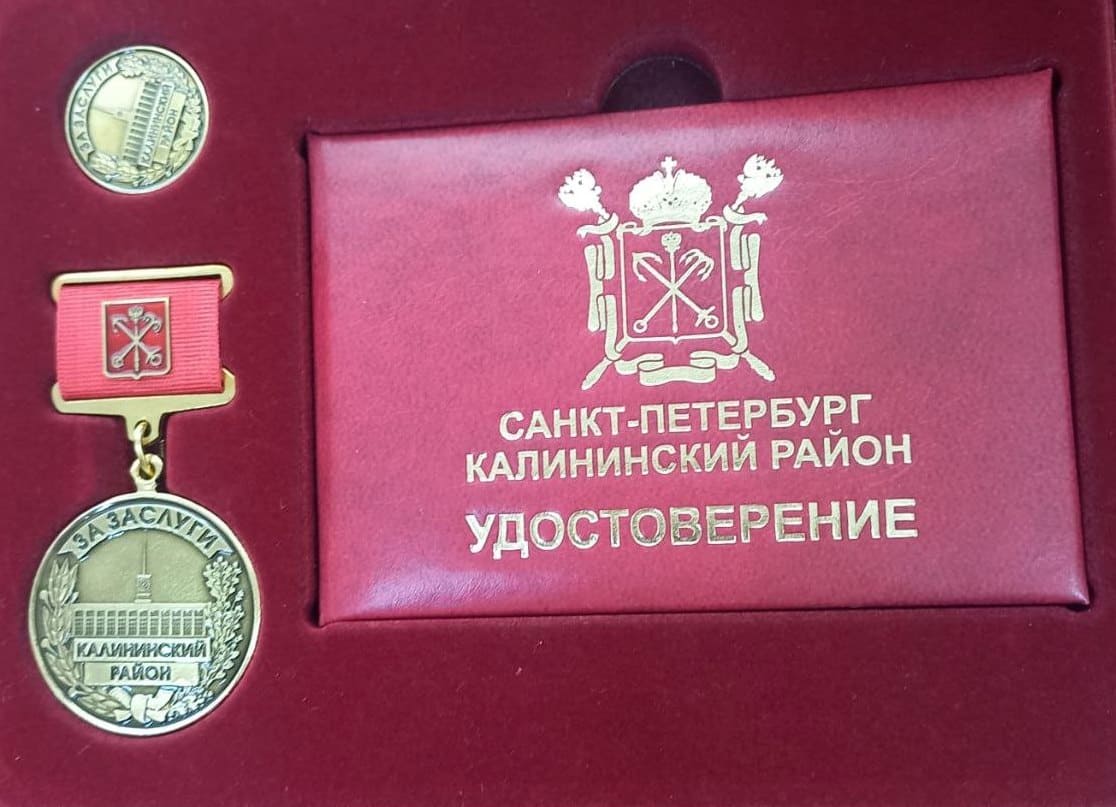 ЗА ЗАСЛУГИ
КАЛИНИНСКИЙ
РАЙОН
САНКТ-ПЕТЕРБУРГ
КАЛИНИНСКИЙ РАЙОН
УДОСТОВЕРЕНИЕ
ЗА ЗАСЛУГИ
КАЛИНИНСКИЙ
РАЙОН